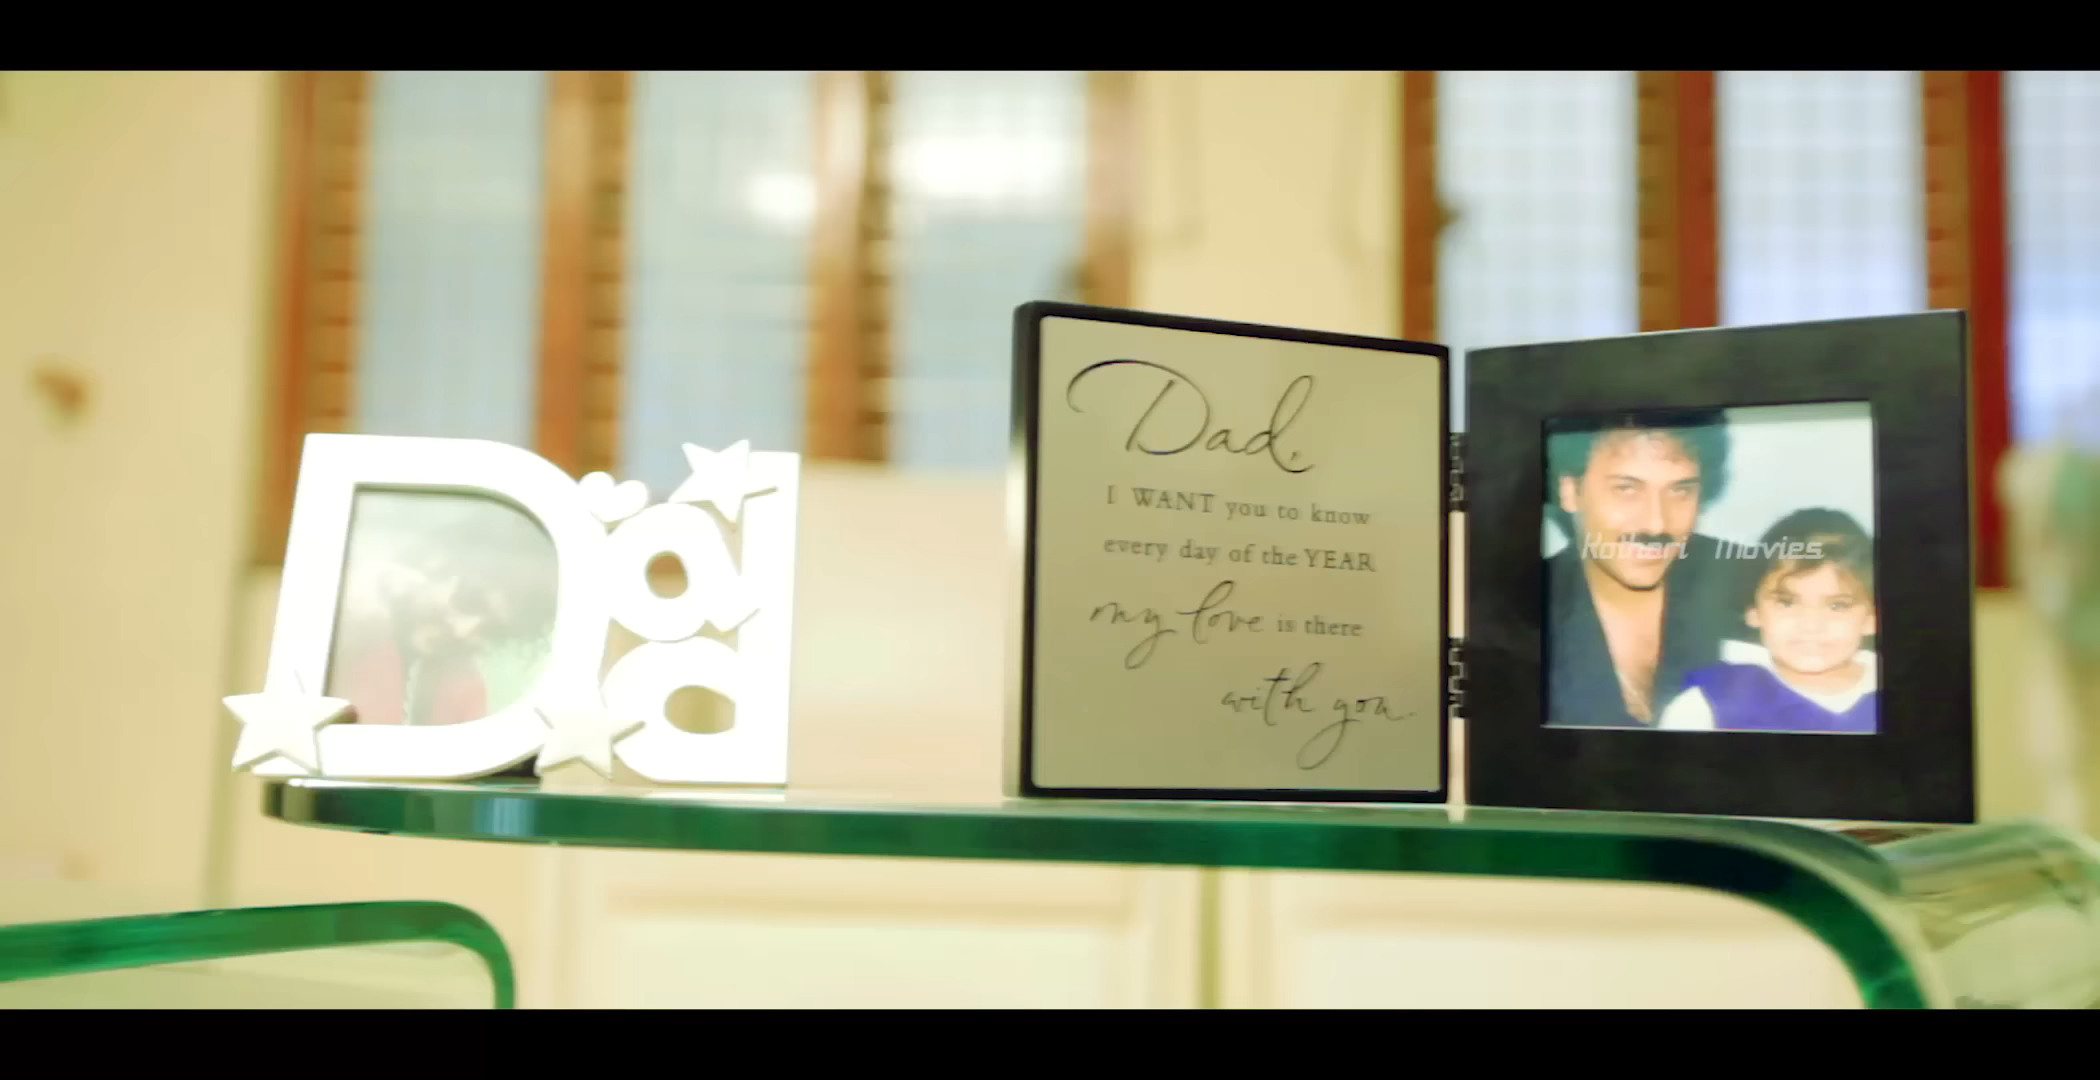 Dad
Dad,
I WANT you to know
every day of the YEAR
my love is there
with you.
Kothari Movies